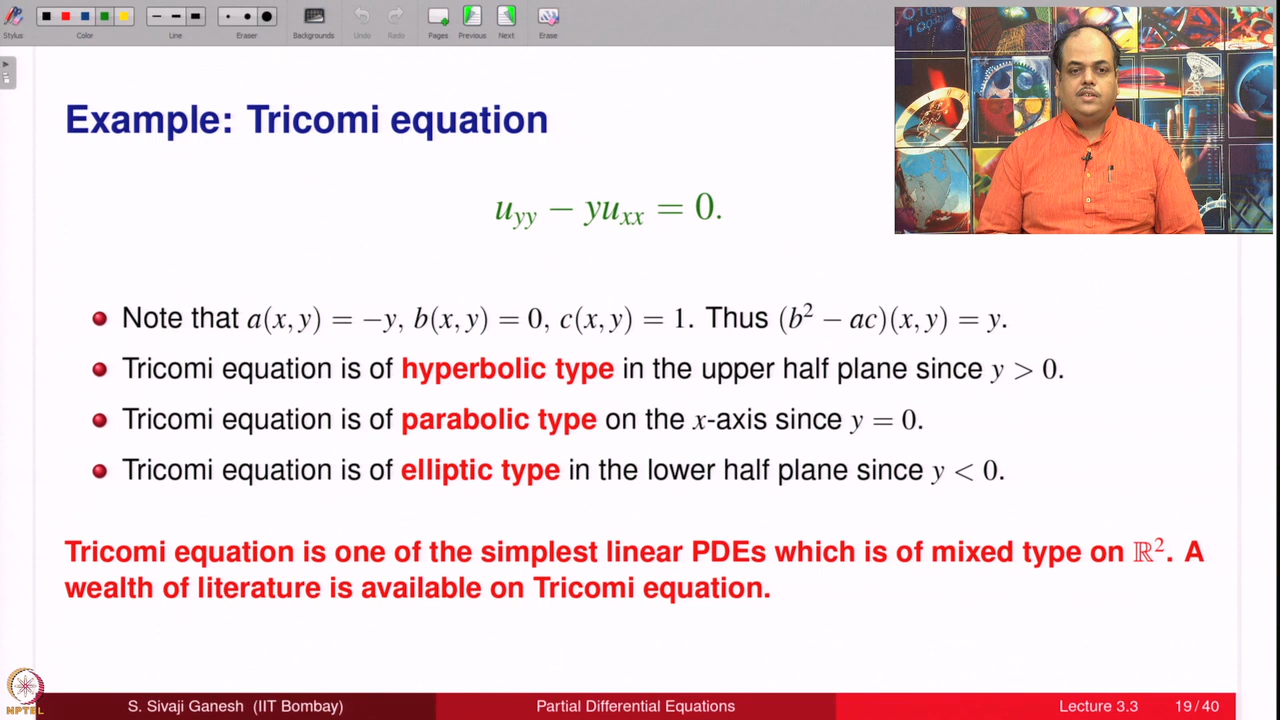 Stylus
Color
Line
Eraser
Backgrounds
Undo
Redo
Pages
Previous
Next
Erase
Example: Tricomi equation
u_{yy} − yu_{xx} = 0.
Note that a(x, y) = −y, b(x, y) = 0, c(x, y) = 1. Thus (b² − ac)(x, y) = y.
Tricomi equation is of hyperbolic type in the upper half plane since y > 0.
Tricomi equation is of parabolic type on the x-axis since y = 0.
Tricomi equation is of elliptic type in the lower half plane since y < 0.
Tricomi equation is one of the simplest linear PDEs which is of mixed type on ℝ². A
wealth of literature is available on Tricomi equation.
NPTEL
S. Sivaji Ganesh (IIT Bombay)
Partial Differential Equations
Lecture 3.3
19 / 40